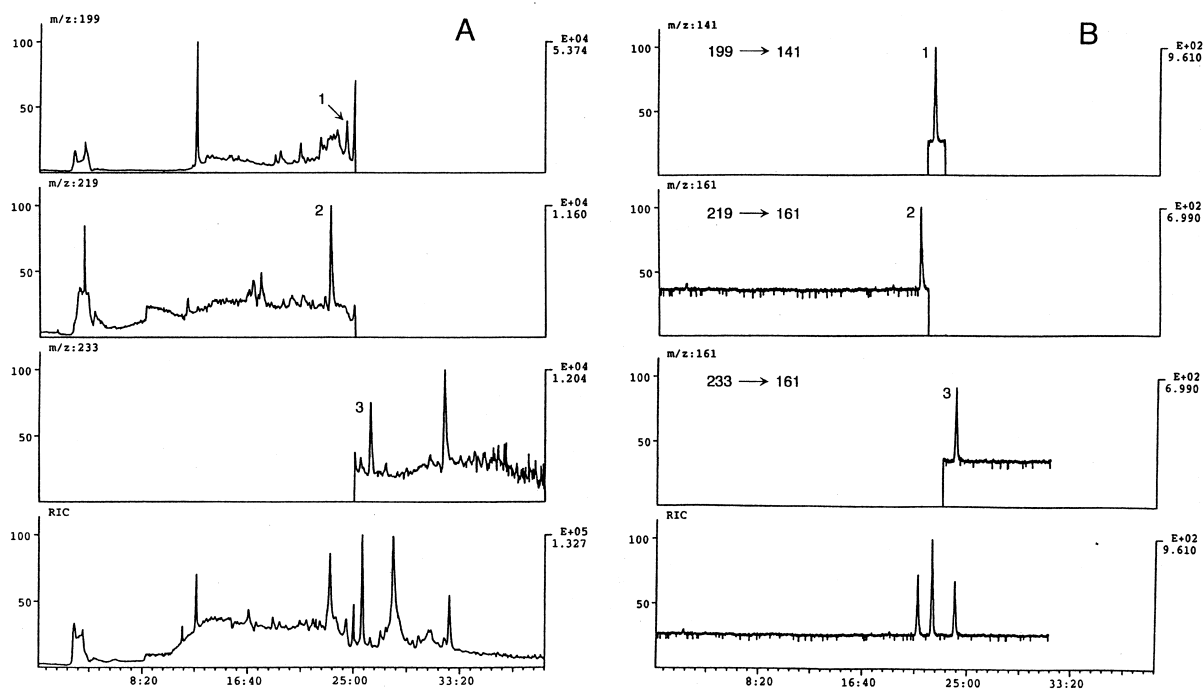 m/z:199
A
E+04
5.374
100
50
1
m/z:219
E+04
1.160
100
50
2
m/z:233
E+04
1.204
100
50
3
RIC
E+05
1.327
100
50
8:20 16:40 25:00 33:20
m/z:141
B
E+02
9.610
199 → 141
1
100
50
m/z:161
E+02
6.990
219 → 161
2
100
50
m/z:161
E+02
6.990
233 → 161
3
100
50
RIC
E+02
9.610
100
50
8:20 16:40 25:00 33:20